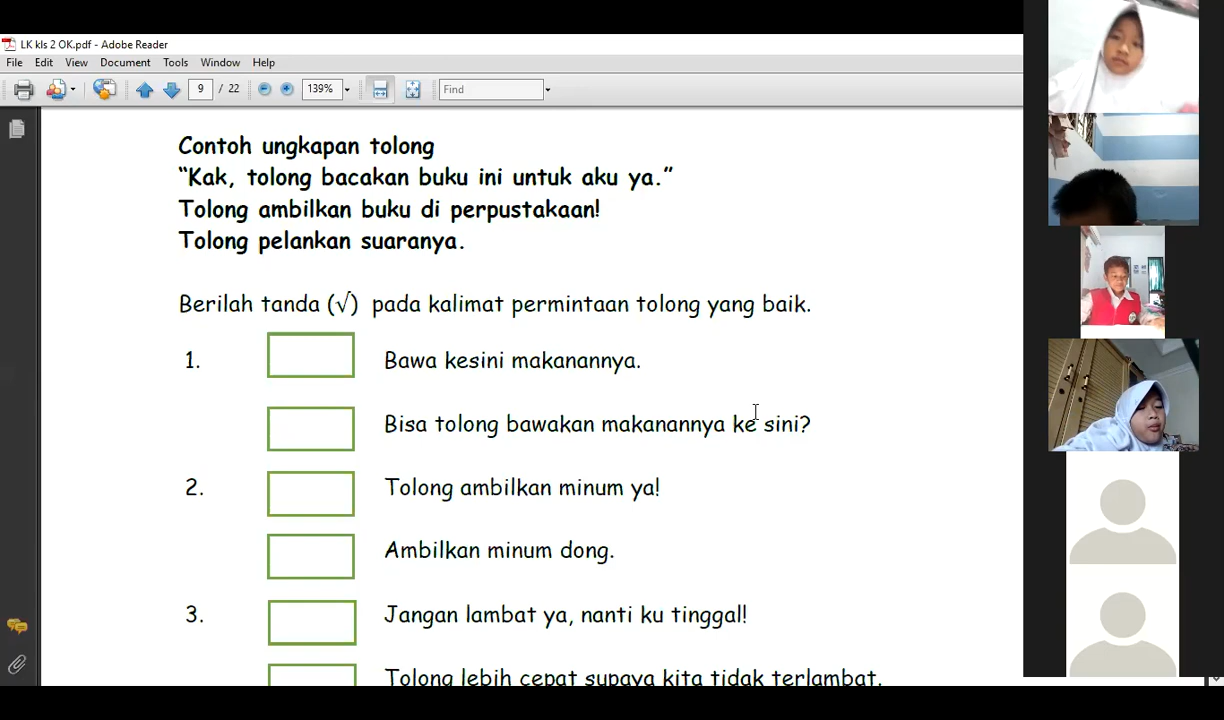 LK kls 2 OK.pdf - Adobe Reader
File Edit View Document Tools Window Help
9 / 22 139% Find
Contoh ungkapan tolong
“Kak, tolong bacakan buku ini untuk aku ya.”
Tolong ambilkan buku di perpustakaan!
Tolong pelankan suaranya.
Berilah tanda (√) pada kalimat permintaan tolong yang baik.
1. Bawa kesini makanannya.
Bisa tolong bawakan makanannya ke sini?
2. Tolong ambilkan minum ya!
Ambilkan minum dong.
3. Jangan lambat ya, nanti ku tinggal!
Tolong lebih cepat supaya kita tidak terlambat.